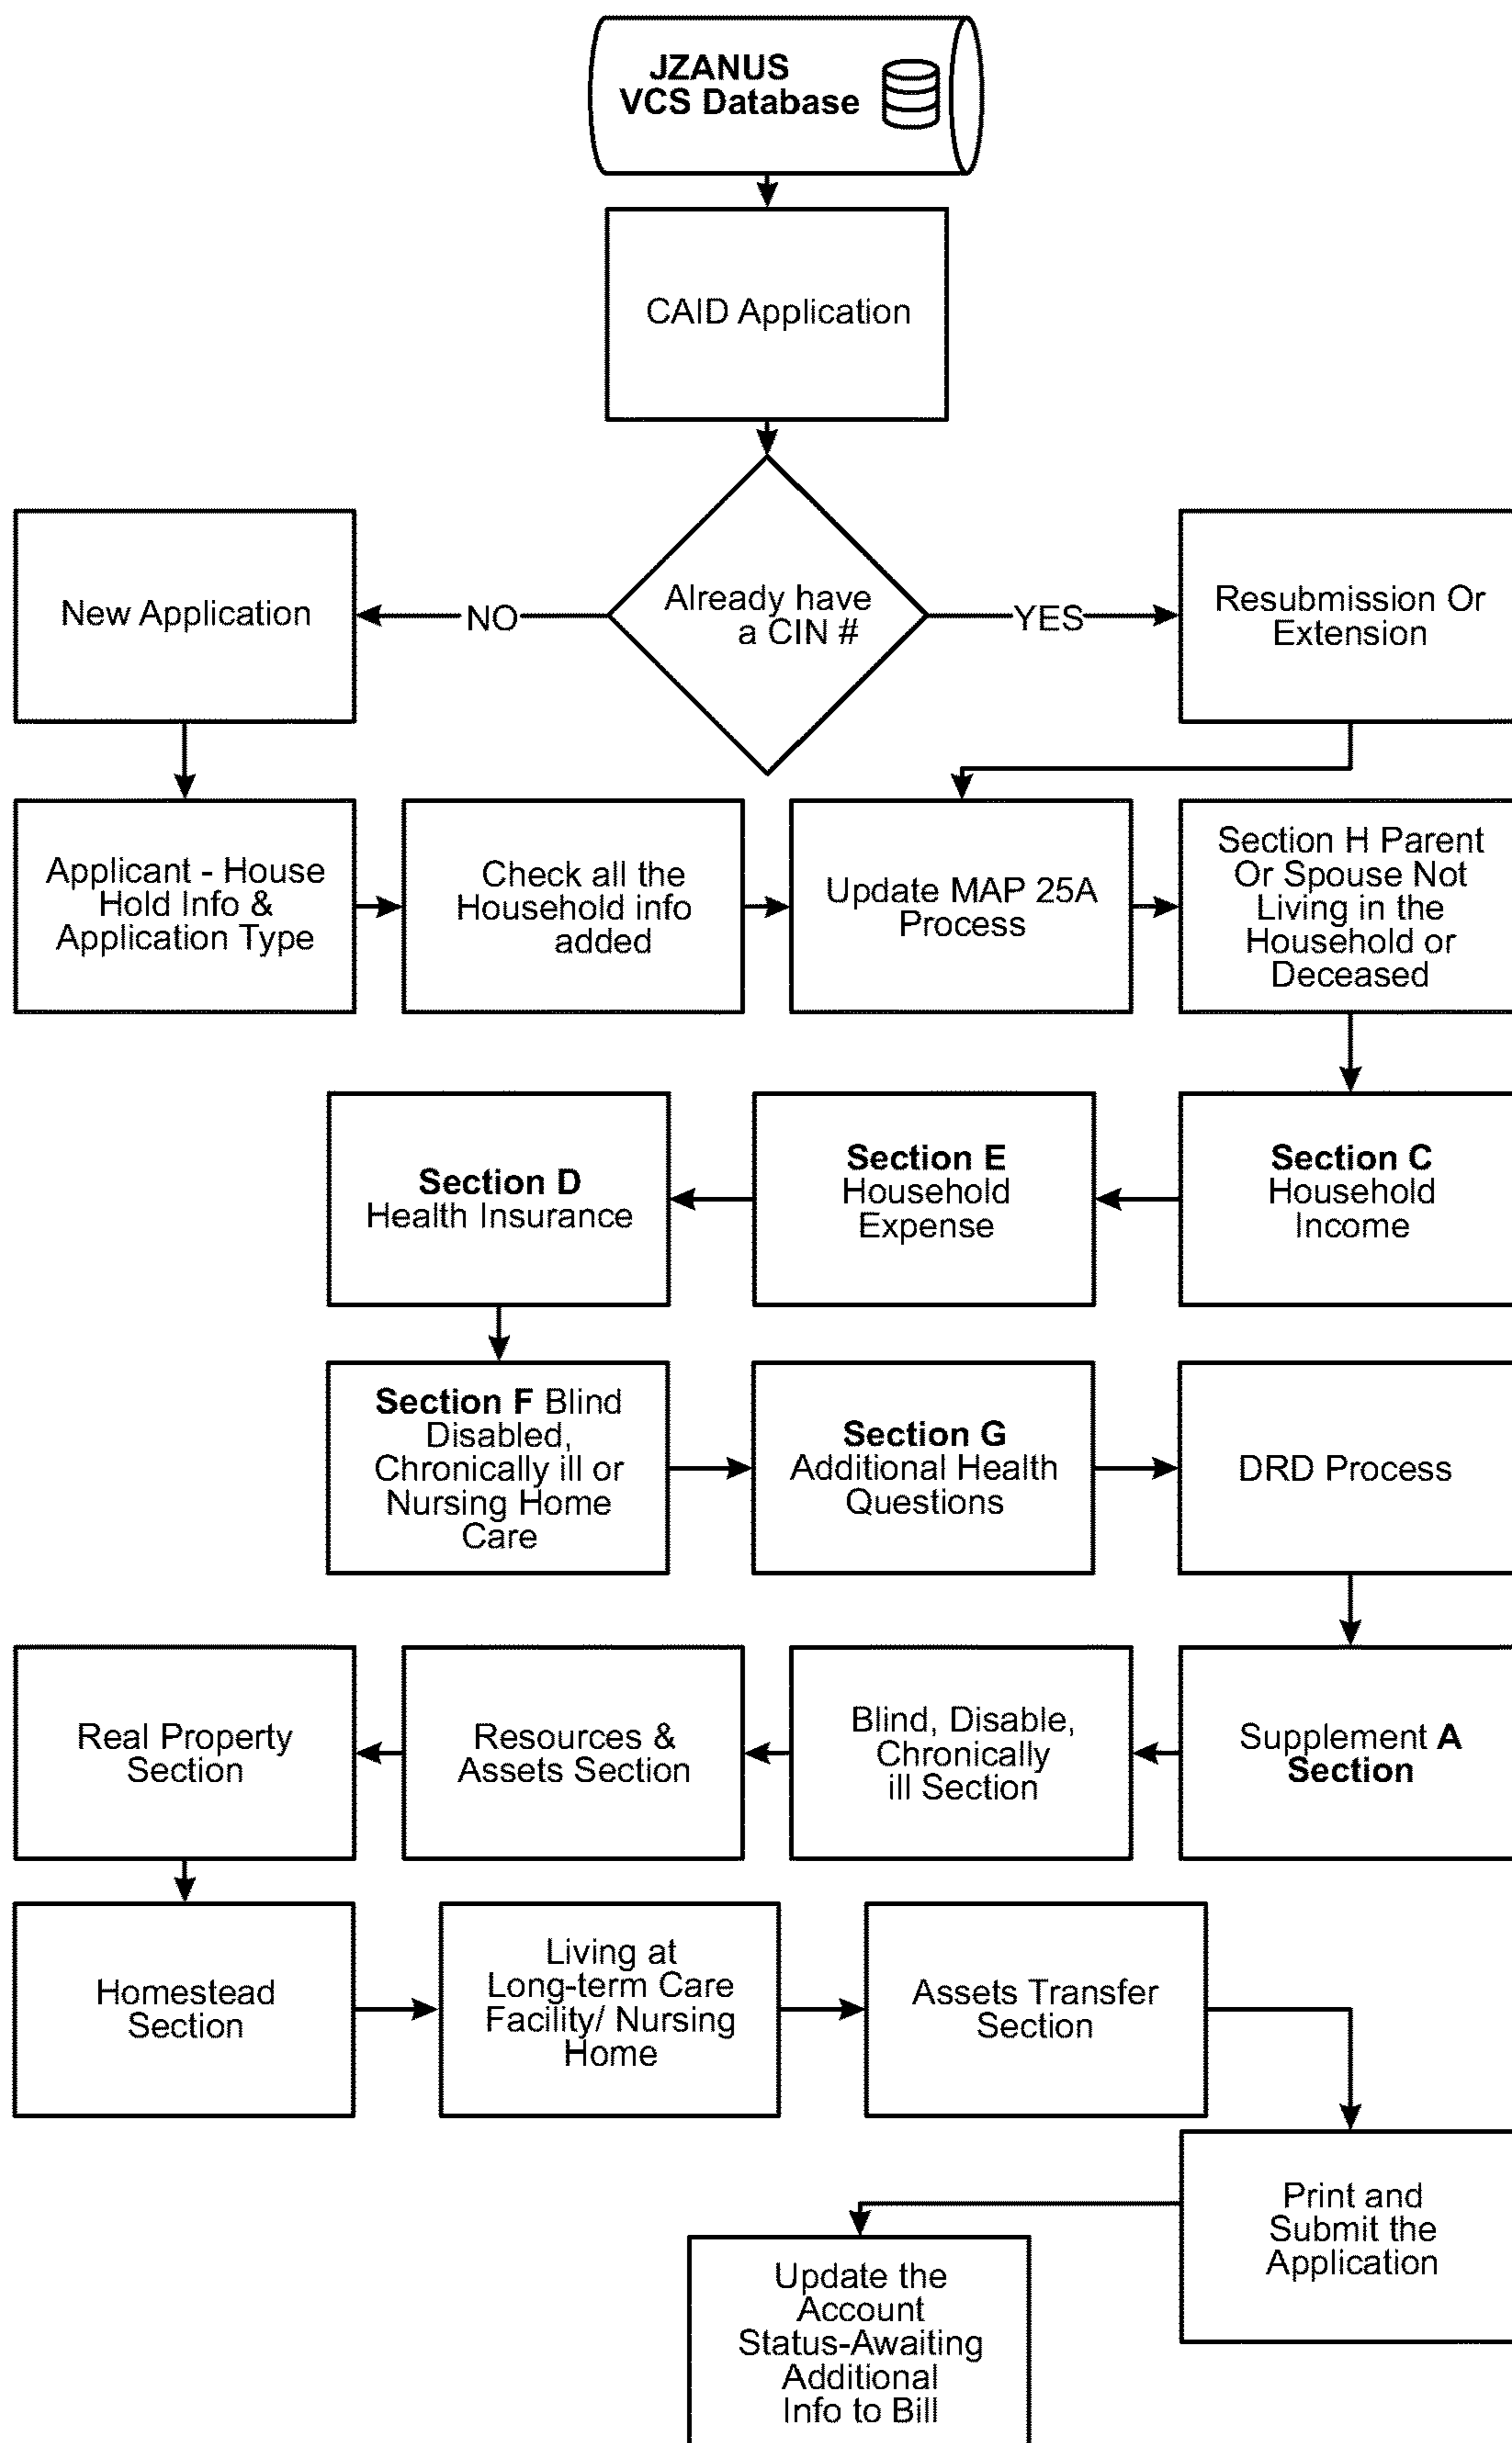 JZANUS
VCS Database
CAID Application
Already have
a CIN #
NO
YES
New Application
Resubmission Or
Extension
Applicant - House
Hold Info &
Application Type
Check all the
Household info
added
Update MAP 25A
Process
Section H Parent
Or Spouse Not
Living in the
Household or
Deceased
Section C
Household
Income
Section E
Household
Expense
Section D
Health Insurance
Section F Blind
Disabled,
Chronically ill or
Nursing Home
Care
Section G
Additional Health
Questions
DRD Process
Supplement A
Section
Blind, Disable,
Chronically
ill Section
Resources &
Assets Section
Real Property
Section
Homestead
Section
Living at
Long-term Care
Facility/ Nursing
Home
Assets Transfer
Section
Print and
Submit the
Application
Update the
Account
Status-Awaiting
Additional
Info to Bill